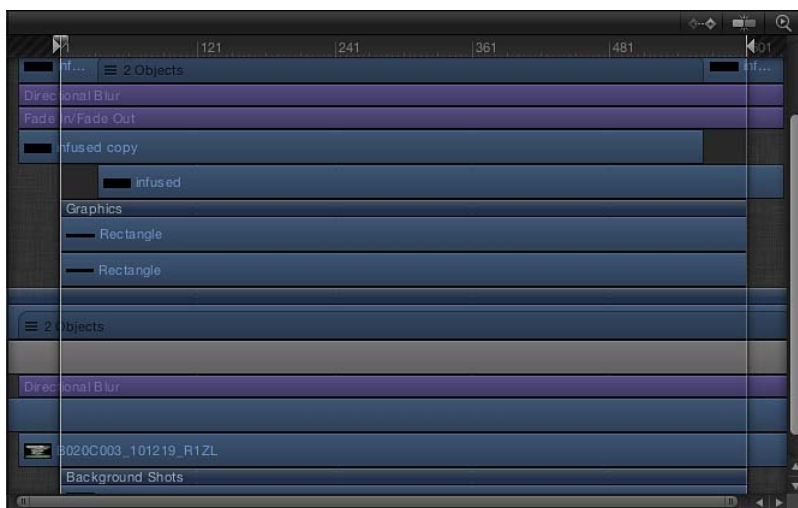 121 241 361 481 601
inf... 2 Objects inf...
Directional Blur
Fade In/Fade Out
infused copy
infused
Graphics
Rectangle
Rectangle
2 Objects
Directional Blur
B020C003_101219_R1ZL
Background Shots